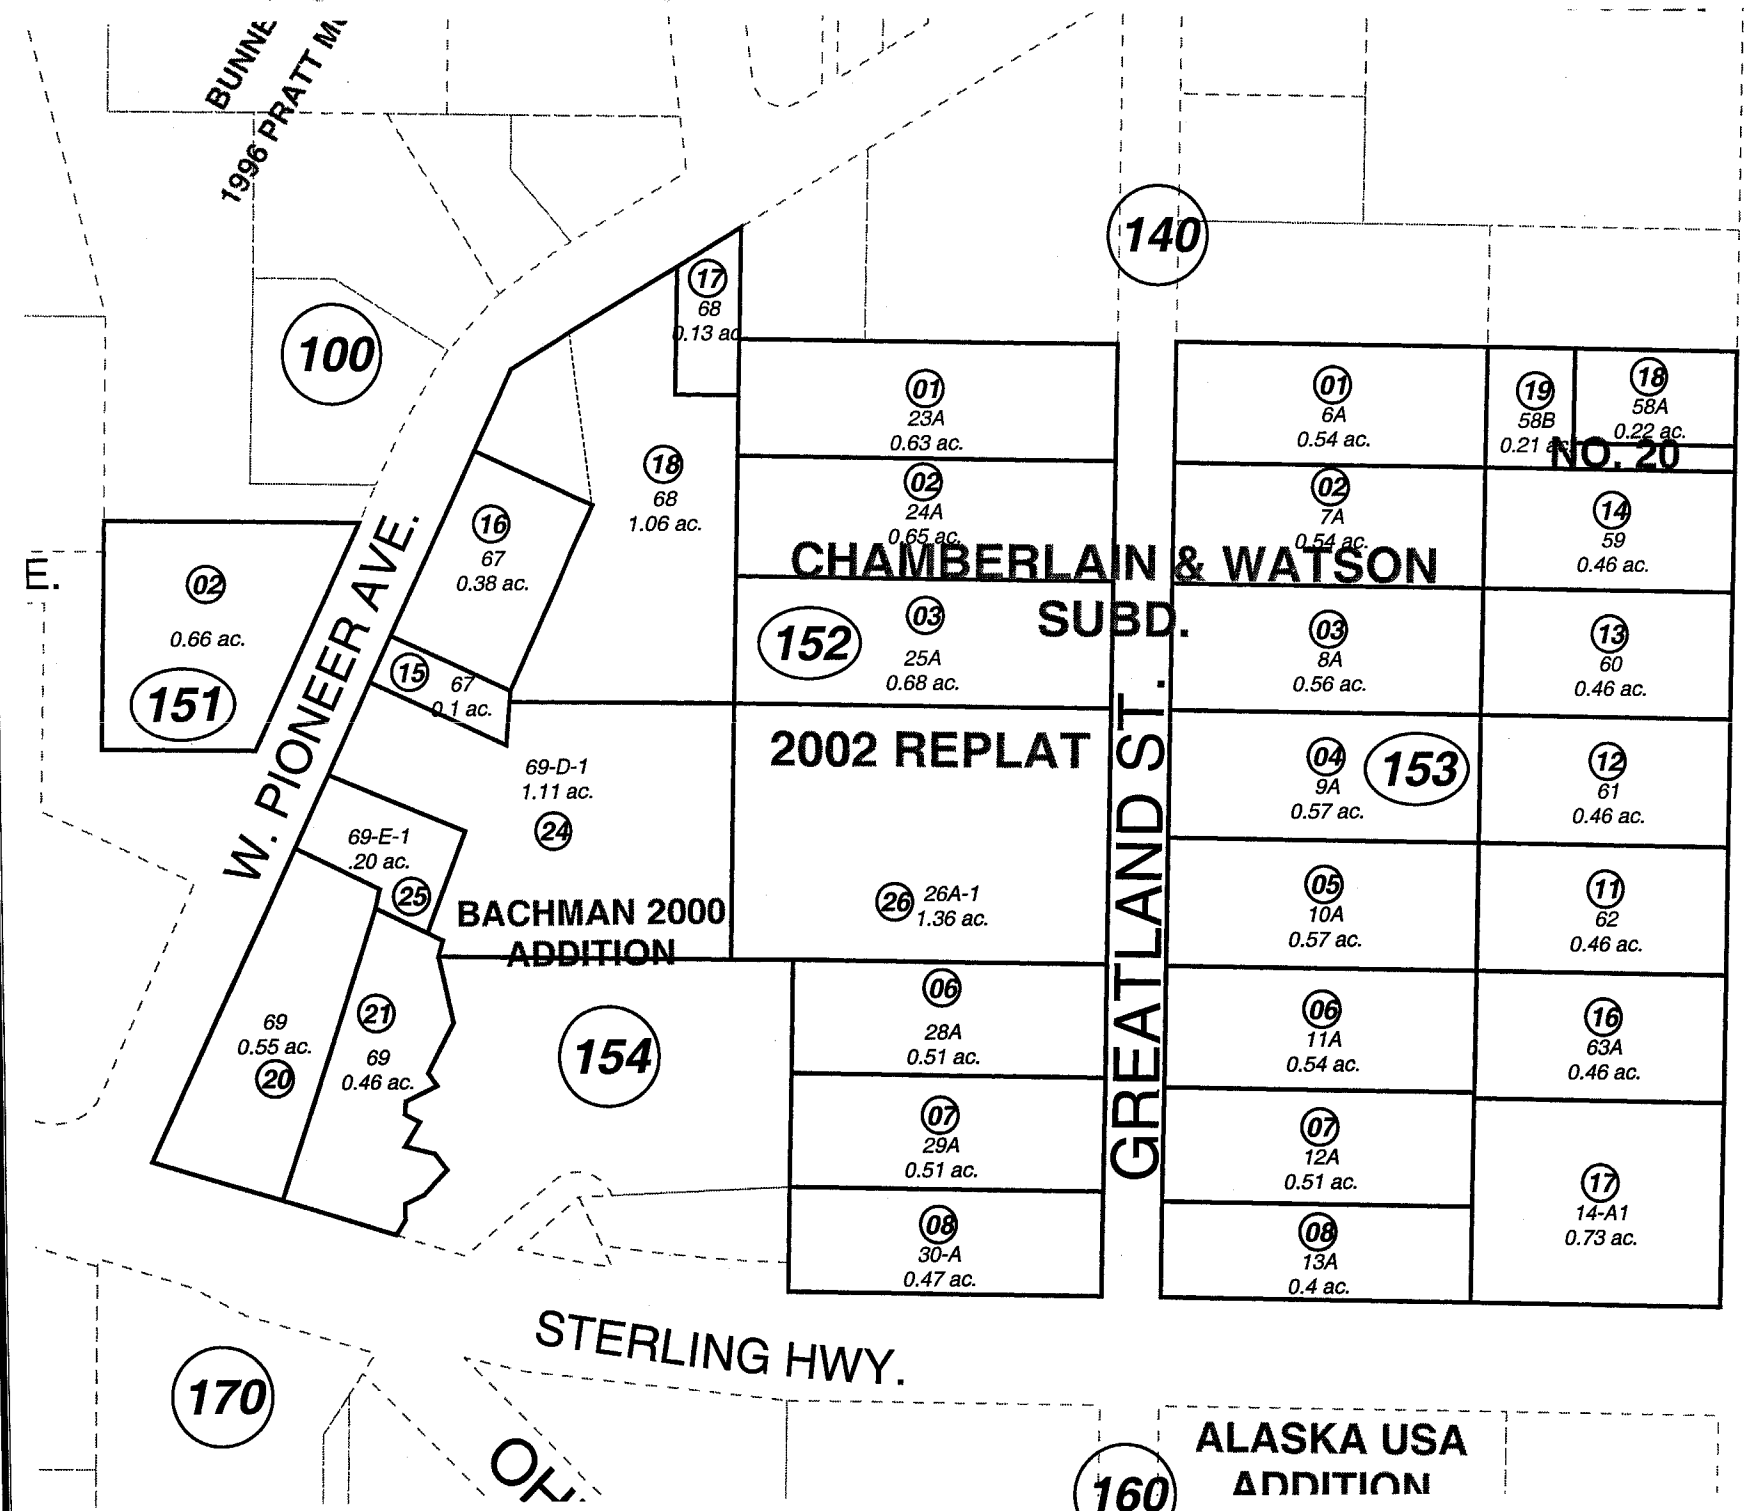 BUNNE
1996 PRATT
140
100
17
68
0.13 ac
01
23A
0.63 ac.
01
6A
0.54 ac.
19
58B
0.21
18
58A
0.22 ac.
NO. 20
18
68
1.06 ac.
02
24A
0.65 ac.
02
7A
0.54 ac.
14
59
0.46 ac.
16
67
0.38 ac.
E.
02
0.66 ac.
151
W. PIONEER AVE.
CHAMBERLAIN & WATSON
SUBD.
152
03
25A
0.68 ac.
03
8A
0.56 ac.
13
60
0.46 ac.
15
67
0.1 ac.
2002 REPLAT
GREATLAND ST.
04
9A
0.57 ac.
153
12
61
0.46 ac.
69-D-1
1.11 ac.
24
69-E-1
.20 ac.
25
BACHMAN 2000
ADDITION
26
26A-1
1.36 ac.
05
10A
0.57 ac.
11
62
0.46 ac.
69
0.55 ac.
20
21
69
0.46 ac.
154
06
28A
0.51 ac.
06
11A
0.54 ac.
16
63A
0.46 ac.
07
29A
0.51 ac.
07
12A
0.51 ac.
17
14-A1
0.73 ac.
08
30-A
0.47 ac.
08
13A
0.4 ac.
STERLING HWY.
170
OH
160
ALASKA USA
ADDITION